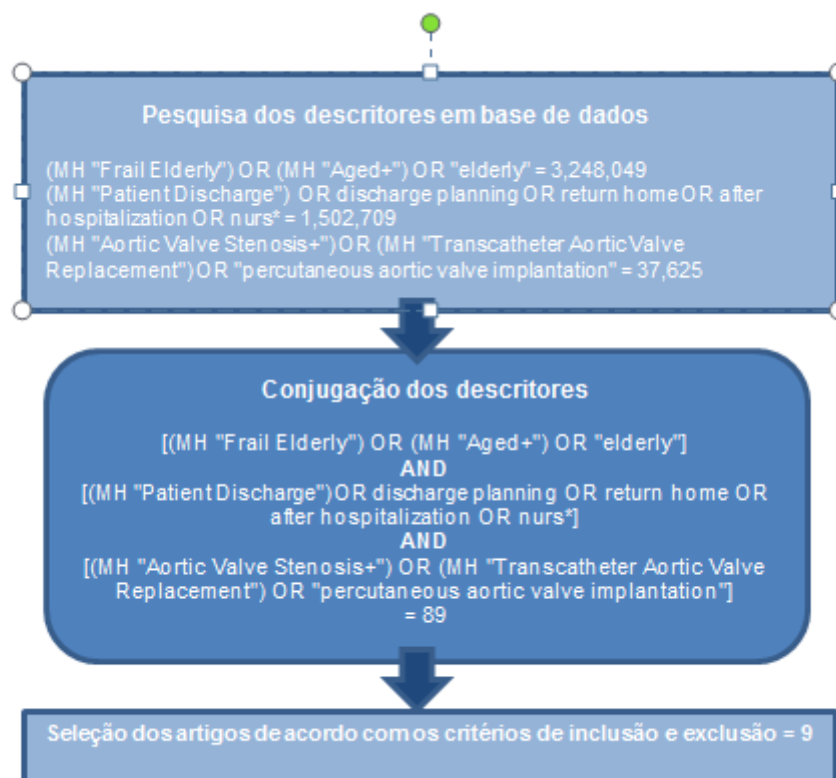 Pesquisa dos descritores em base de dados
(MH "Frail Elderly") OR (MH "Aged+") OR "elderly" = 3,248,049
(MH "Patient Discharge") OR discharge planning OR return home OR after
hospitalization OR nurs* = 1,502,709
(MH "Aortic Valve Stenosis+") OR (MH "Transcatheter Aortic Valve
Replacement") OR "percutaneous aortic valve implantation" = 37,625
Conjugação dos descritores
[(MH "Frail Elderly") OR (MH "Aged+") OR "elderly"]
AND
[(MH "Patient Discharge") OR discharge planning OR return home OR
after hospitalization OR nurs*]
AND
[(MH "Aortic Valve Stenosis+") OR (MH "Transcatheter Aortic Valve
Replacement") OR "percutaneous aortic valve implantation"]
= 89
Seleção dos artigos de acordo com os critérios de inclusão e exclusão = 9